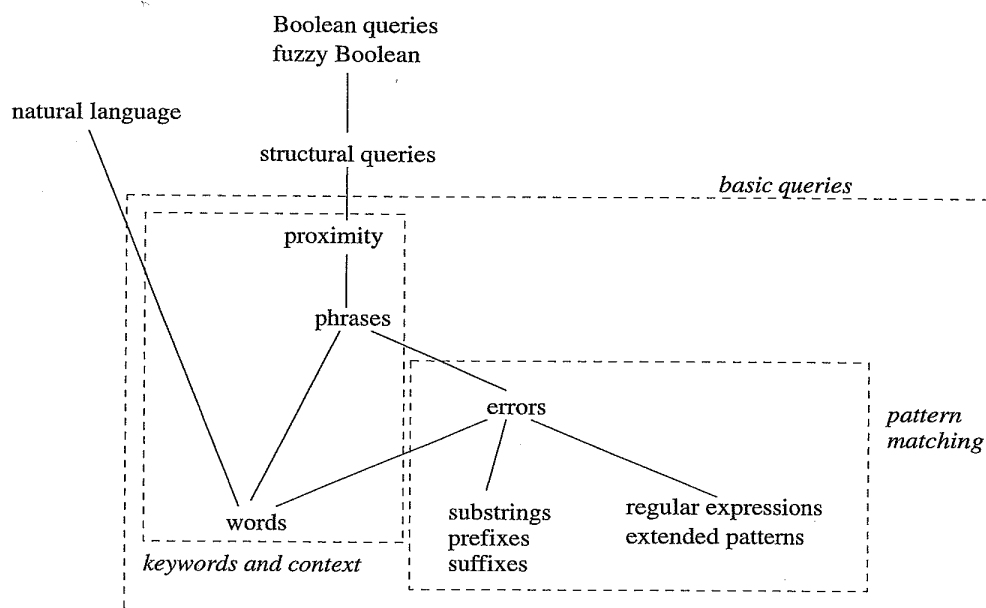 Boolean queries
fuzzy Boolean
natural language
structural queries
basic queries
proximity
phrases
errors
pattern
matching
words
substrings
prefixes
suffixes
regular expressions
extended patterns
keywords and context